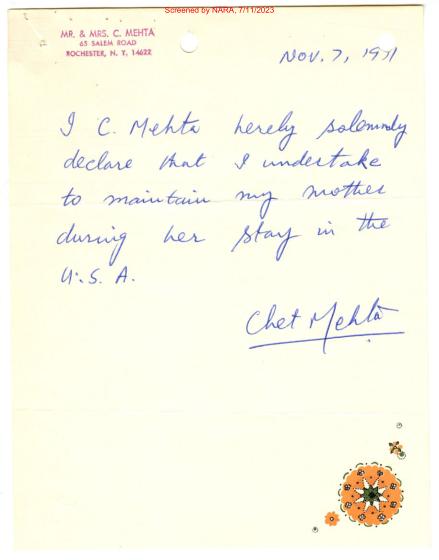 Screened by NARA, 7/11/2023
MR. & MRS. C. MEHTA
65 SALEM ROAD
ROCHESTER, N. Y. 14622
Nov. 7, 1971
I C. Mehta hereby solemnly
declare that I undertake
to maintain my mother
during her stay in the
U.S.A.
Chet Mehta